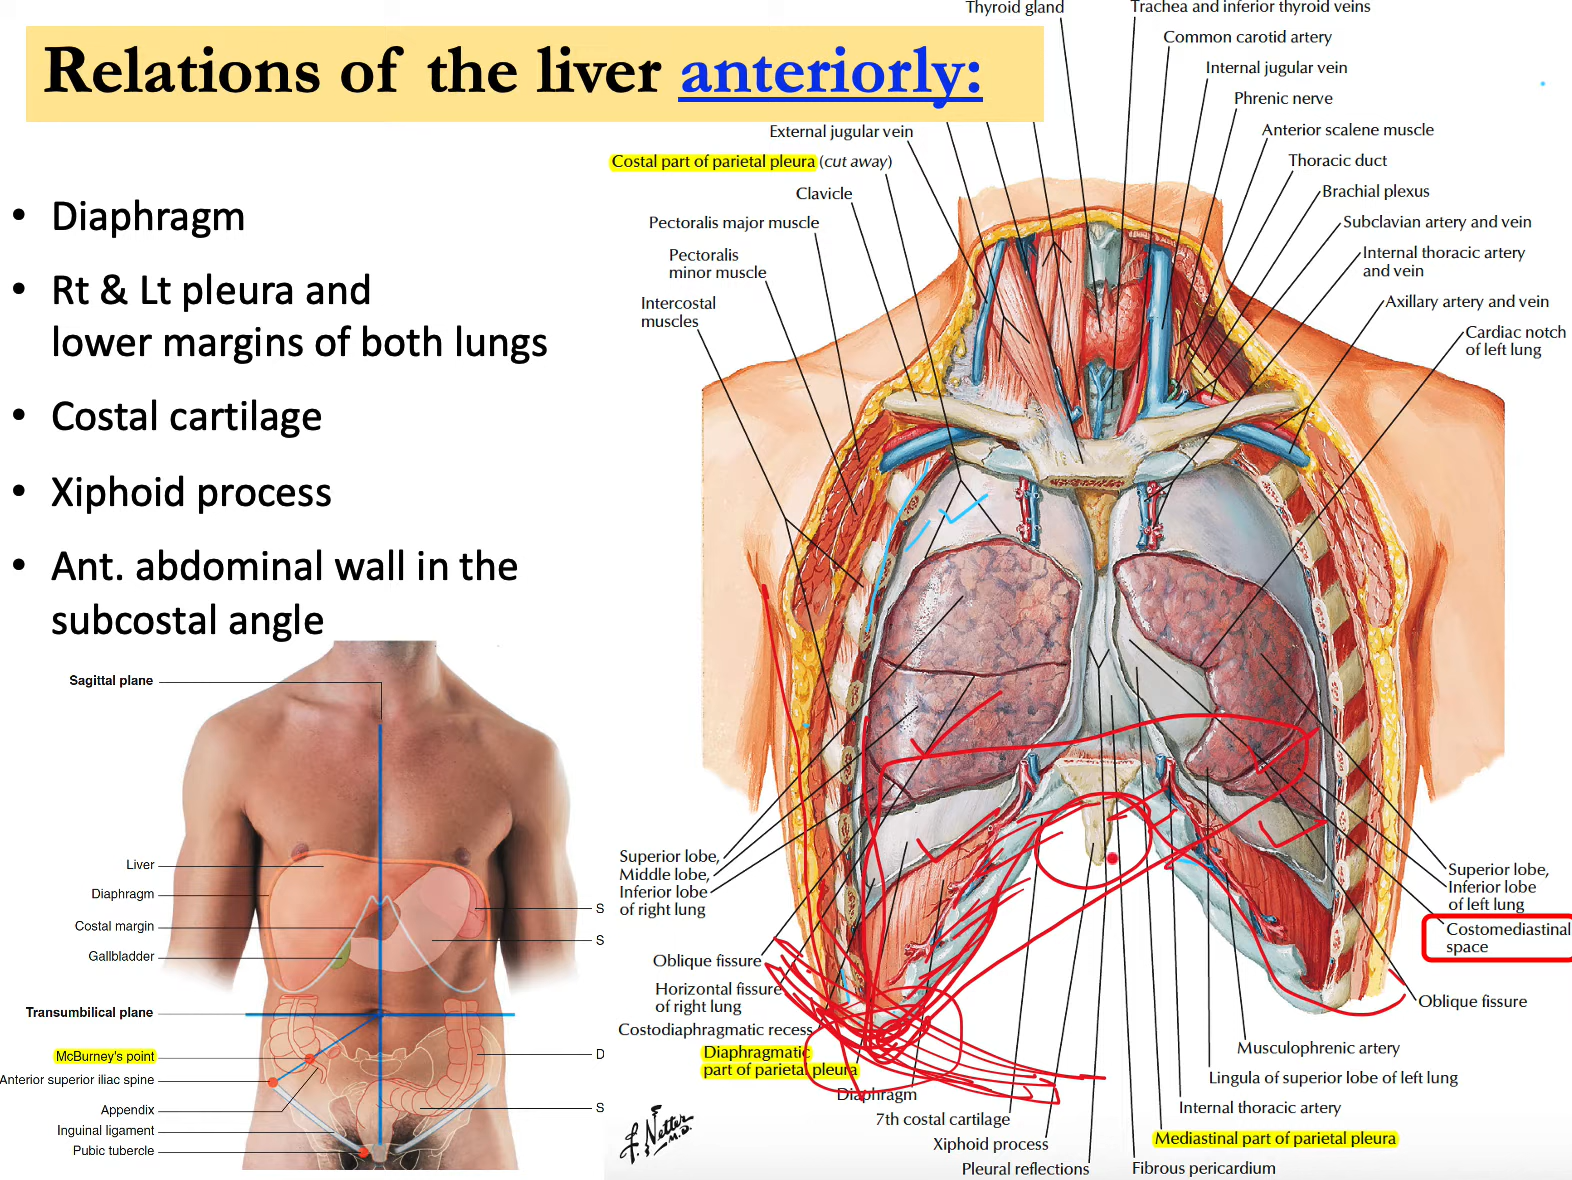 Relations of the liver anteriorly:
• Diaphragm
• Rt & Lt pleura and
lower margins of both lungs
• Costal cartilage
• Xiphoid process
• Ant. abdominal wall in the
subcostal angle
Sagittal plane
Liver
Diaphragm
Costal margin
Gallbladder
Transumbilical plane
McBurney's point
Anterior superior iliac spine
Appendix
Inguinal ligament
Pubic tubercle
S
S
D
S
Thyroid gland
External jugular vein
Costal part of parietal pleura (cut away)
Clavicle
Pectoralis major muscle
Pectoralis
minor muscle
Intercostal
muscles
Superior lobe,
Middle lobe,
Inferior lobe
of right lung
Oblique fissure
Horizontal fissure
of right lung
Costodiaphragmatic recess
Diaphragmatic
part of parietal pleura
Diaphragm
7th costal cartilage
Xiphoid process
Pleural reflections
Trachea and inferior thyroid veins
Common carotid artery
Internal jugular vein
Phrenic nerve
Anterior scalene muscle
Thoracic duct
Brachial plexus
Subclavian artery and vein
Internal thoracic artery
and vein
Axillary artery and vein
Cardiac notch
of left lung
Superior lobe,
Inferior lobe
of left lung
Costomediastinal
space
Oblique fissure
Musculophrenic artery
Lingula of superior lobe of left lung
Internal thoracic artery
Mediastinal part of parietal pleura
Fibrous pericardium
F. Netter
M.D.